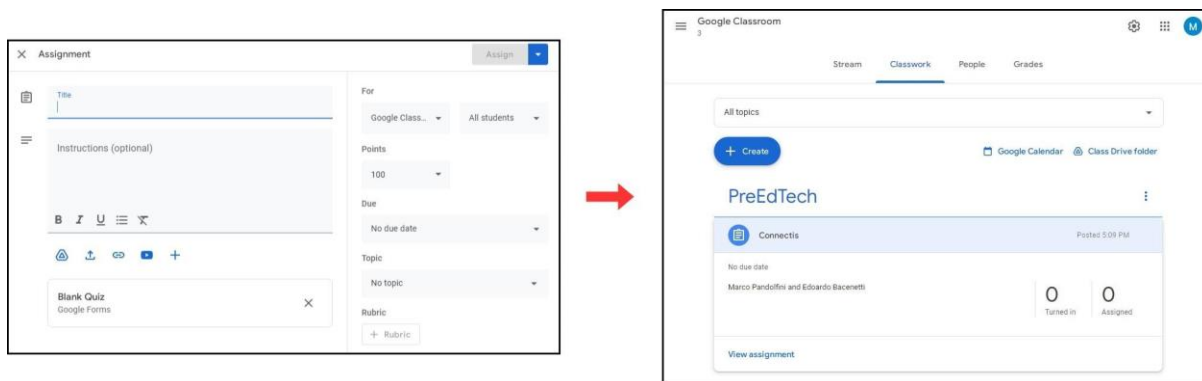 Assignment
Assign
Title
Instructions (optional)
B I U
Blank Quiz
Google Forms
For
Google Class...
All students
Points
100
Due
No due date
Topic
No topic
Rubric
+ Rubric
Google Classroom
3
M
Stream Classwork People Grades
All topics
+ Create
Google Calendar Class Drive folder
PreEdTech
Connectis Posted 5:09 PM
No due date
Marco Pandolfini and Edoardo Bacenetti
0 0
Turned in Assigned
View assignment